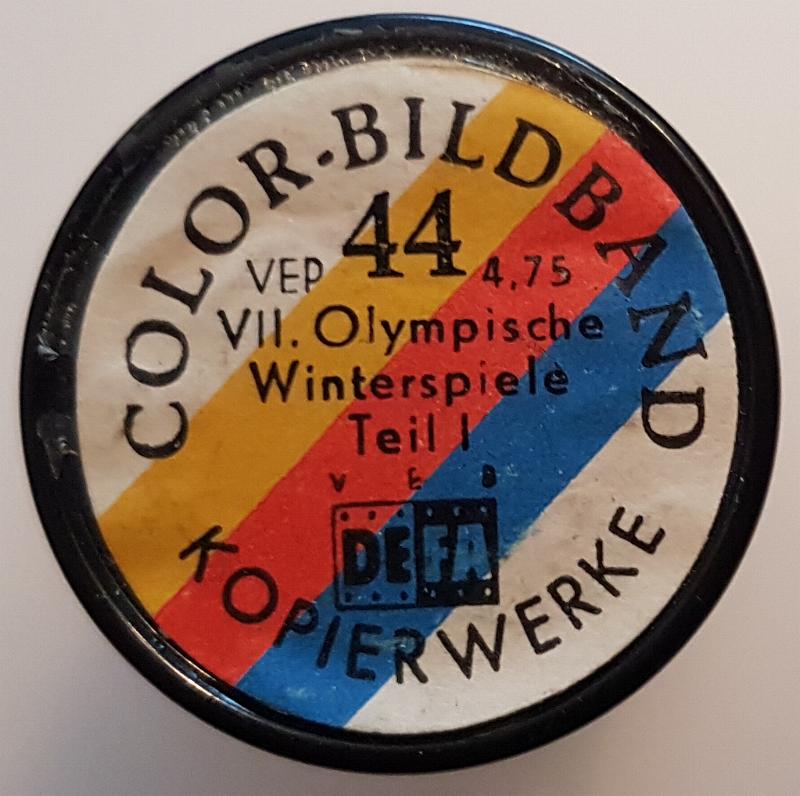 COLOR-BILDBAND
44
VEP 4,75
VII. Olympische
Winterspiele
Teil I
VEB
DEFA
KOPIERWERKE